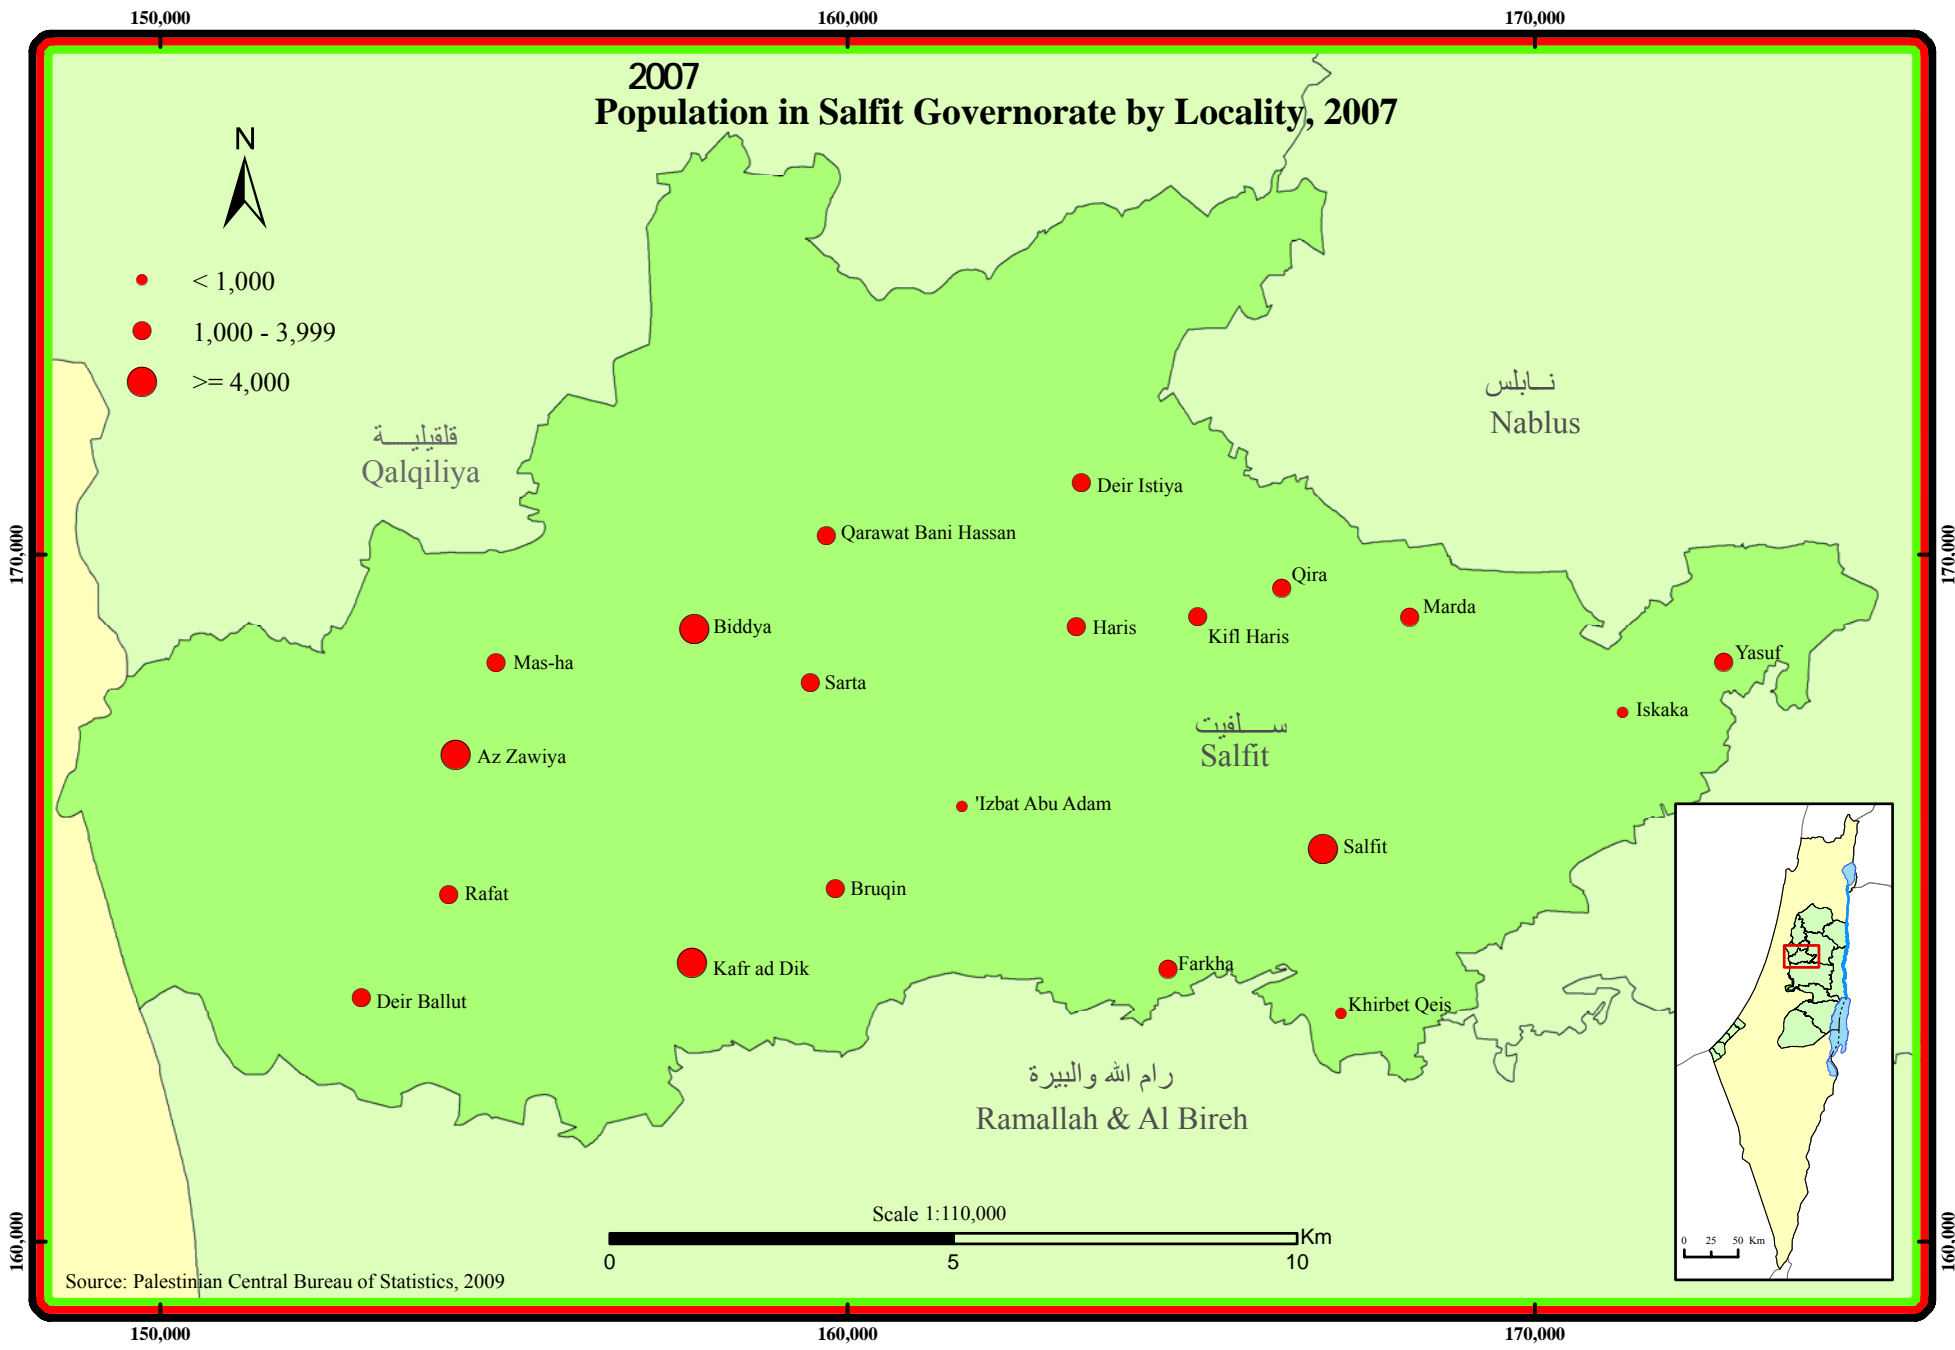 150,000
160,000
170,000
2007
Population in Salfit Governorate by Locality, 2007
N
< 1,000
1,000 - 3,999
>= 4,000
نابلس
Nablus
قلقيلية
Qalqiliya
Deir Istiya
Qarawat Bani Hassan
170,000
170,000
Qira
Marda
Biddya
Haris
Kifl Haris
Yasuf
Mas-ha
Sarta
Iskaka
سلفيت
Salfit
Az Zawiya
'Izbat Abu Adam
Salfit
Rafat
Bruqin
Kafr ad Dik
Farkha
Deir Ballut
Khirbet Qeis
رام الله والبيرة
Ramallah & Al Bireh
Scale 1:110,000
Km
0
5
10
160,000
160,000
0 25 50 Km
Source: Palestinian Central Bureau of Statistics, 2009
150,000
160,000
170,000